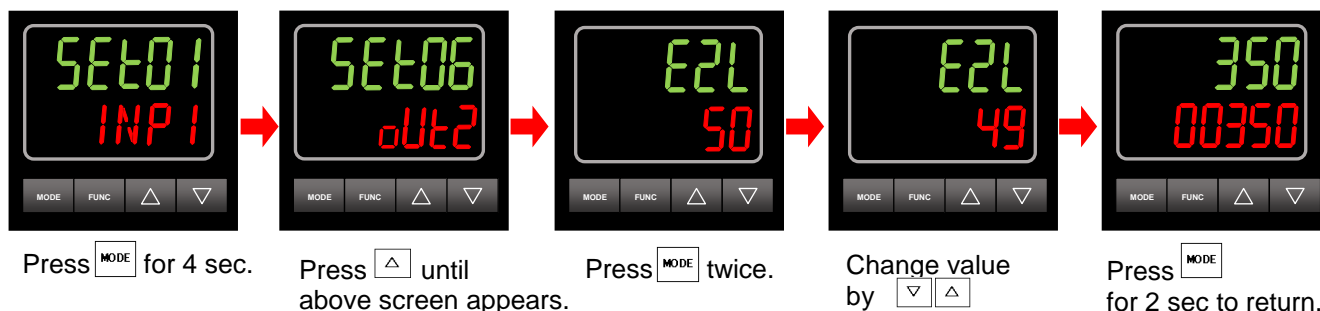 SEt01
INP1
MODE FUNC △ ▽
Press MODE for 4 sec.
SEt06
oUt2
MODE FUNC △ ▽
Press △ until
above screen appears.
E2L
50
MODE FUNC △ ▽
Press MODE twice.
E2L
49
MODE FUNC △ ▽
Change value
by ▽ △
350
00350
MODE FUNC △ ▽
Press MODE
for 2 sec to return.